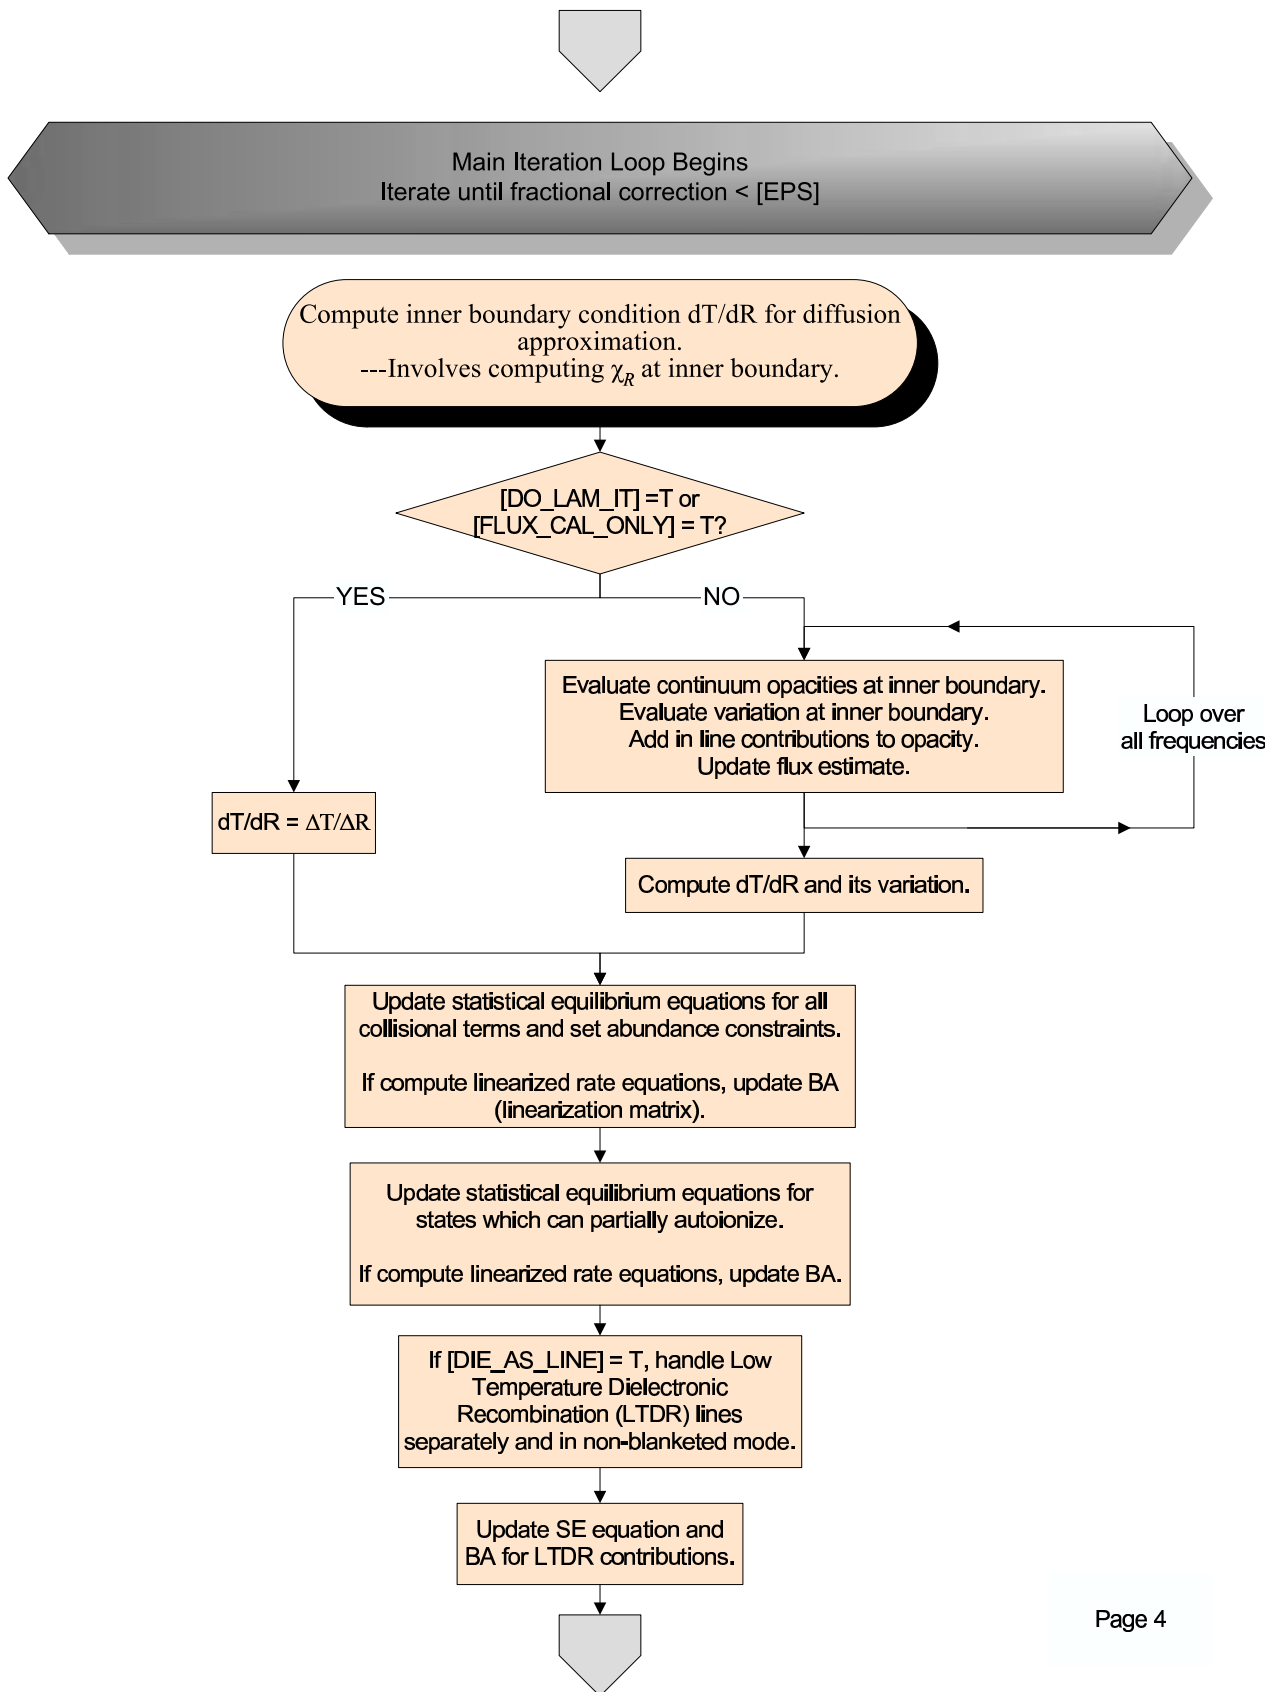 Main Iteration Loop Begins
Iterate until fractional correction < [EPS]
Compute inner boundary condition dT/dR for diffusion
approximation.
---Involves computing χR at inner boundary.
[DO_LAM_IT] =T or
[FLUX_CAL_ONLY] = T?
YES
NO
Evaluate continuum opacities at inner boundary.
Evaluate variation at inner boundary.
Add in line contributions to opacity.
Update flux estimate.
Loop over
all frequencies
dT/dR = ΔT/ΔR
Compute dT/dR and its variation.
Update statistical equilibrium equations for all
collisional terms and set abundance constraints.
If compute linearized rate equations, update BA
(linearization matrix).
Update statistical equilibrium equations for
states which can partially autoionize.
If compute linearized rate equations, update BA.
If [DIE_AS_LINE] = T, handle Low
Temperature Dielectronic
Recombination (LTDR) lines
separately and in non-blanketed mode.
Update SE equation and
BA for LTDR contributions.
Page 4